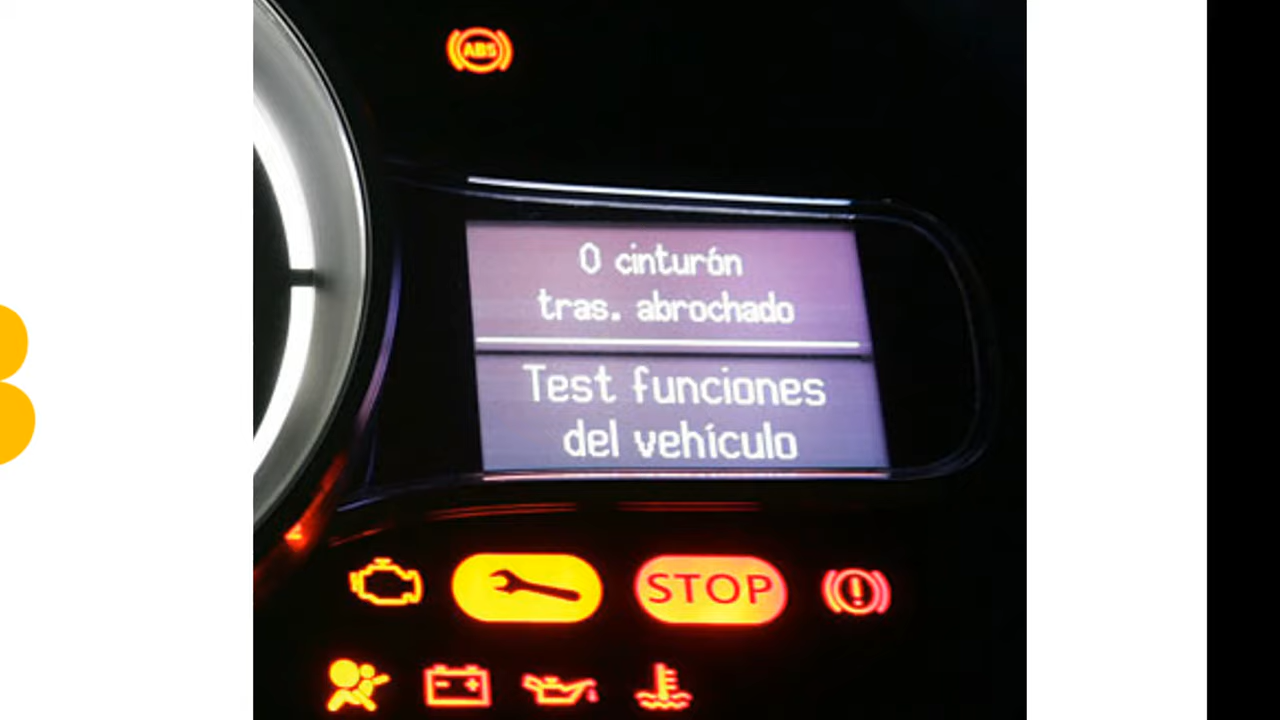 ABS
0 cinturón
tras. abrochado
Test funciones
del vehículo
STOP